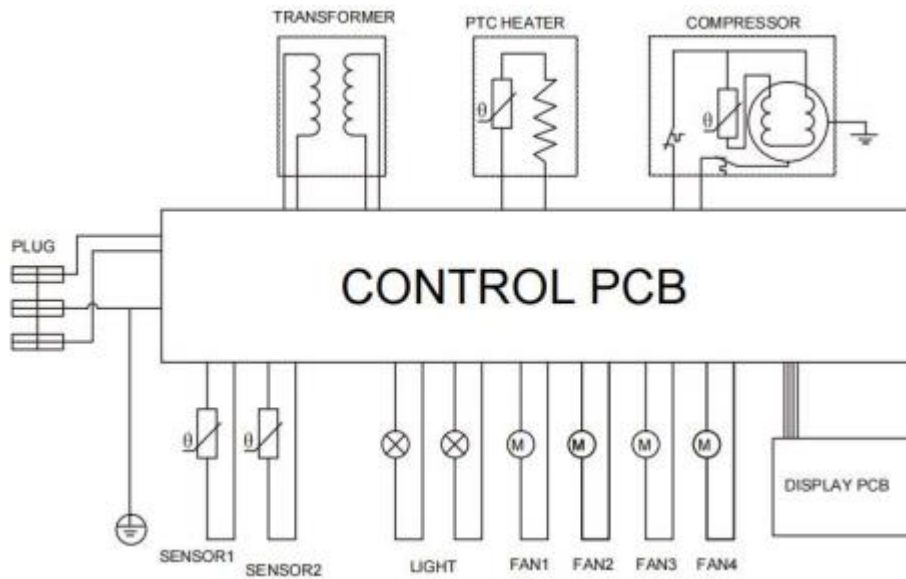 TRANSFORMER
PTC HEATER
COMPRESSOR
θ
θ
PLUG
CONTROL PCB
θ
θ
M
M
M
M
DISPLAY PCB
SENSOR1
SENSOR2
LIGHT
FAN1
FAN2
FAN3
FAN4